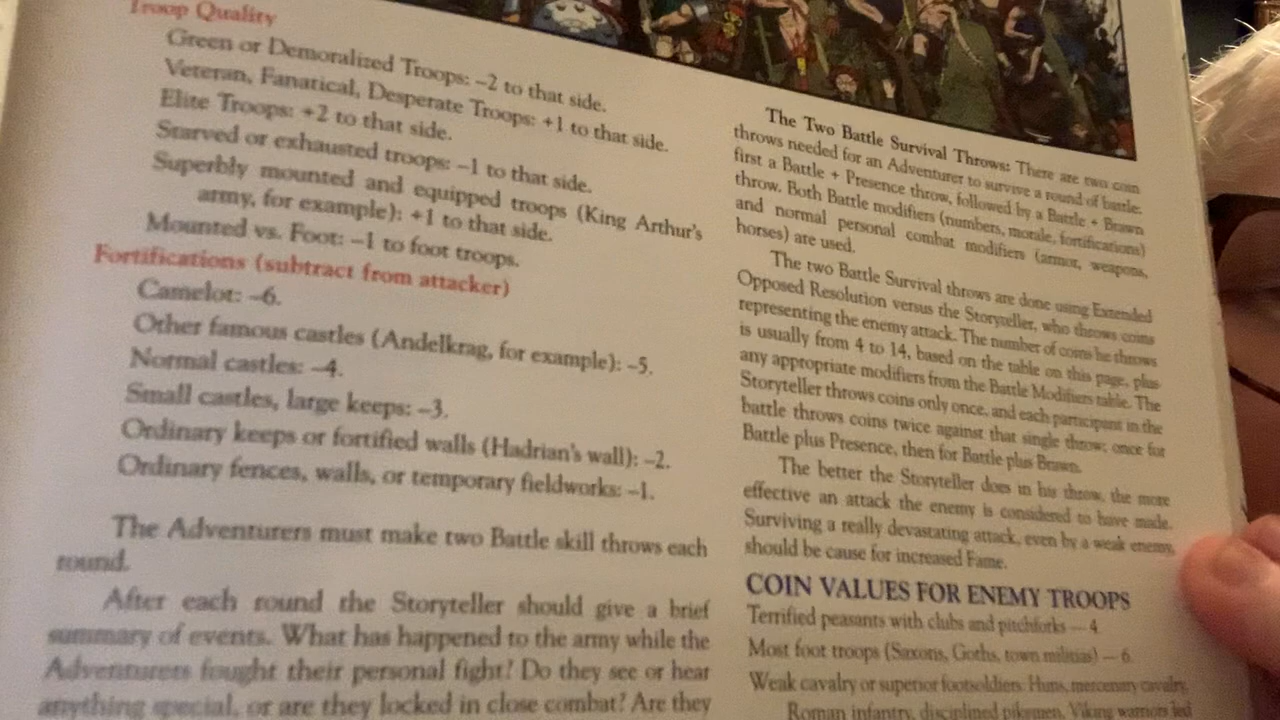 Troop Quality
Green or Demoralized Troops: –2 to that side.
Veteran, Fanatical, Desperate Troops: +1 to that side.
Elite Troops: +2 to that side.
Starved or exhausted troops: –1 to that side.
Superbly mounted and equipped troops (King Arthur's
army, for example): +1 to that side.
Mounted vs. Foot: –1 to foot troops.
Fortifications (subtract from attacker)
Camelot: –6.
Other famous castles (Andelkrag, for example): –5.
Normal castles: –4.
Small castles, large keeps: –3.
Ordinary keeps or fortified walls (Hadrian's wall): –2.
Ordinary fences, walls, or temporary fieldworks: –1.
The Adventurers must make two Battle skill throws each
round.
After each round the Storyteller should give a brief
summary of events. What has happened to the army while the
Adventurers fought their personal fight? Do they see or hear
anything special, or are they locked in close combat? Are they
The Two Battle Survival Throws: There are two coin
throws needed for an Adventurer to survive a round of battle:
first a Battle + Presence throw, followed by a Battle + Brawn
throw. Both Battle modifiers (numbers, morale, fortifications)
and normal personal combat modifiers (armor, weapons,
horses) are used.
The two Battle Survival throws are done using Extended
Opposed Resolution versus the Storyteller, who throws coins
representing the enemy attack. The number of coins he throws
is usually from 4 to 14, based on the table on this page, plus
any appropriate modifiers from the Battle Modifiers table. The
Storyteller throws coins only once, and each participant in the
battle throws coins twice against that single throw; once for
Battle plus Presence, then for Battle plus Brawn.
The better the Storyteller does in his throw, the more
effective an attack the enemy is considered to have made.
Surviving a really devastating attack, even by a weak enemy,
should be cause for increased Fame.
COIN VALUES FOR ENEMY TROOPS
Terrified peasants with clubs and pitchforks — 4
Most foot troops (Saxons, Goths, town militias) — 6
Weak cavalry or superior footsoldiers: Huns, mercenary cavalry,
Roman infantry, disciplined pikemen, Viking warriors led